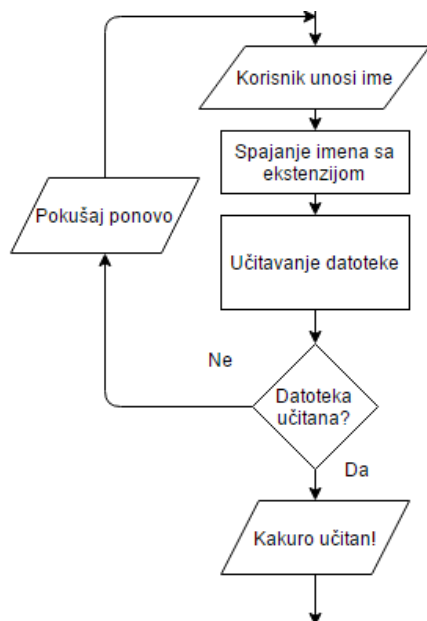 Korisnik unosi ime
Spajanje imena sa
ekstenzijom
Pokušaj ponovo
Učitavanje datoteke
Ne
Datoteka
učitana?
Da
Kakuro učitan!